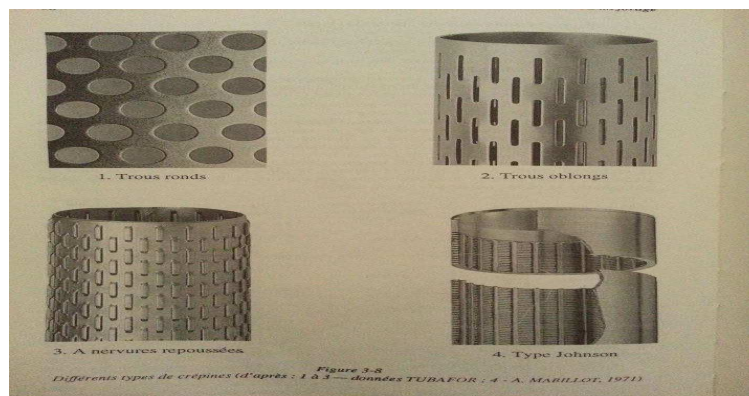 1. Trous ronds
2. Trous oblongs
3. A nervures repoussées
4. Type Johnson
Figure 3-8
Différents types de crépines (d'après : 1 à 3 — données TUBAFOR ; 4 - A. MABILLOT, 1971)